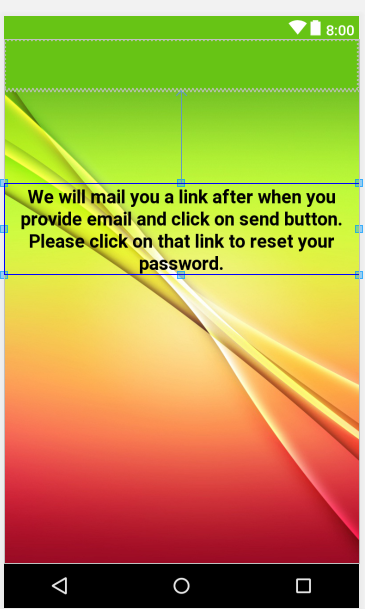 8:00
We will mail you a link after when you
provide email and click on send button.
Please click on that link to reset your
password.